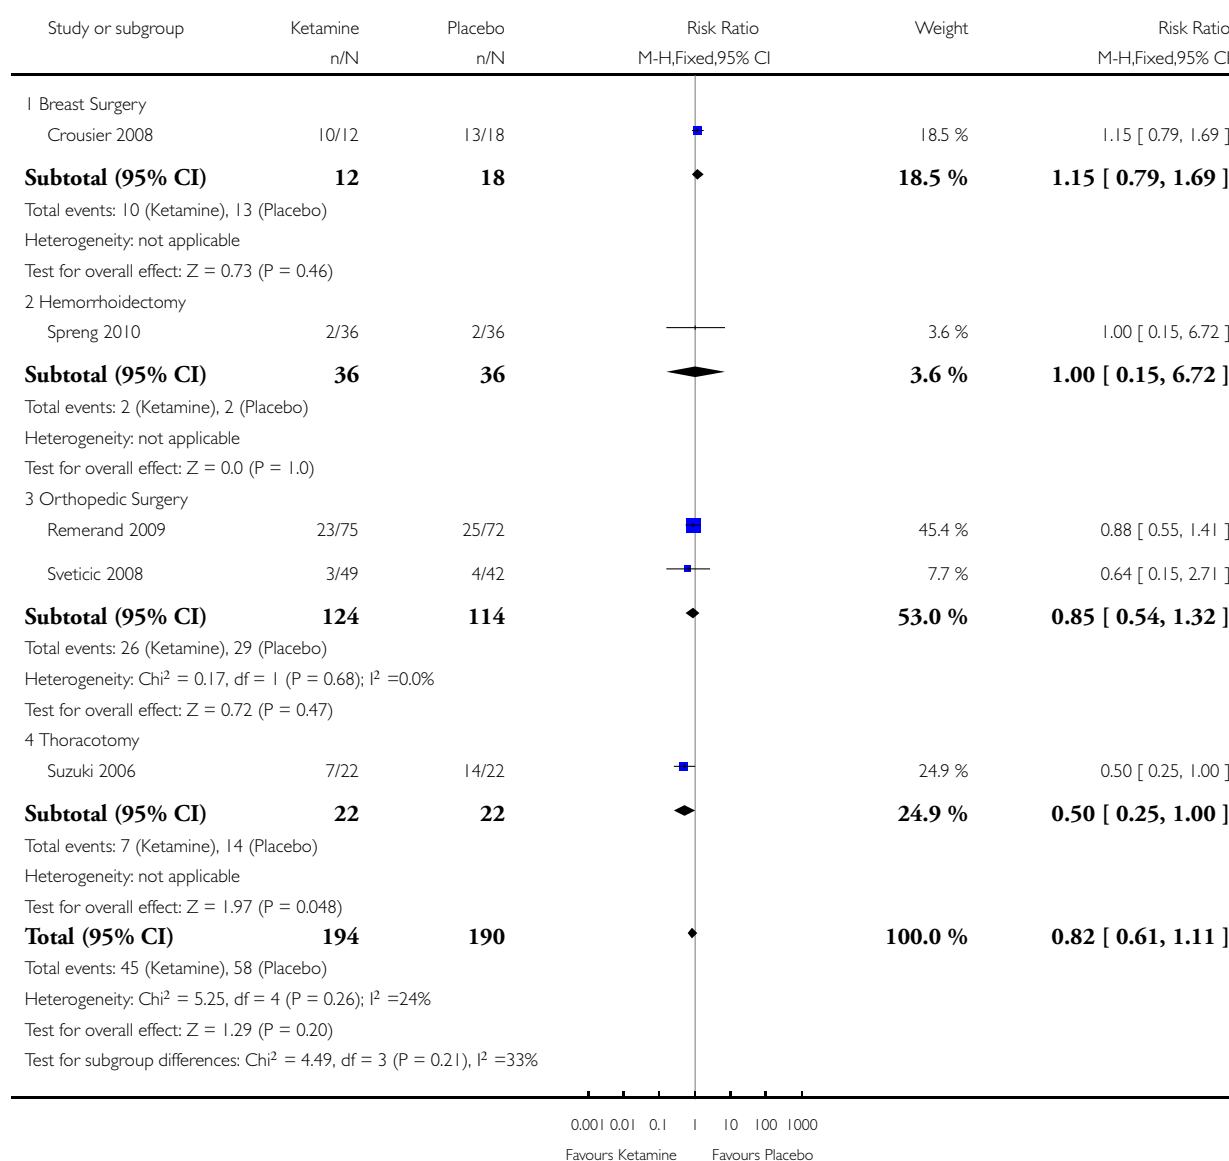 Study or subgroup Ketamine Placebo Risk Ratio Weight Risk Ratio
n/N n/N M-H,Fixed,95% CI M-H,Fixed,95% CI
1 Breast Surgery
Crousier 2008 10/12 13/18 18.5 % 1.15 [ 0.79, 1.69 ]
Subtotal (95% CI) 12 18 18.5 % 1.15 [ 0.79, 1.69 ]
Total events: 10 (Ketamine), 13 (Placebo)
Heterogeneity: not applicable
Test for overall effect: Z = 0.73 (P = 0.46)
2 Hemorrhoidectomy
Spreng 2010 2/36 2/36 3.6 % 1.00 [ 0.15, 6.72 ]
Subtotal (95% CI) 36 36 3.6 % 1.00 [ 0.15, 6.72 ]
Total events: 2 (Ketamine), 2 (Placebo)
Heterogeneity: not applicable
Test for overall effect: Z = 0.0 (P = 1.0)
3 Orthopedic Surgery
Remerand 2009 23/75 25/72 45.4 % 0.88 [ 0.55, 1.41 ]
Sveticic 2008 3/49 4/42 7.7 % 0.64 [ 0.15, 2.71 ]
Subtotal (95% CI) 124 114 53.0 % 0.85 [ 0.54, 1.32 ]
Total events: 26 (Ketamine), 29 (Placebo)
Heterogeneity: Chi² = 0.17, df = 1 (P = 0.68); I² =0.0%
Test for overall effect: Z = 0.72 (P = 0.47)
4 Thoracotomy
Suzuki 2006 7/22 14/22 24.9 % 0.50 [ 0.25, 1.00 ]
Subtotal (95% CI) 22 22 24.9 % 0.50 [ 0.25, 1.00 ]
Total events: 7 (Ketamine), 14 (Placebo)
Heterogeneity: not applicable
Test for overall effect: Z = 1.97 (P = 0.048)
Total (95% CI) 194 190 100.0 % 0.82 [ 0.61, 1.11 ]
Total events: 45 (Ketamine), 58 (Placebo)
Heterogeneity: Chi² = 5.25, df = 4 (P = 0.26); I² =24%
Test for overall effect: Z = 1.29 (P = 0.20)
Test for subgroup differences: Chi² = 4.49, df = 3 (P = 0.21), I² =33%
0.001 0.01 0.1 1 10 100 1000
Favours Ketamine Favours Placebo